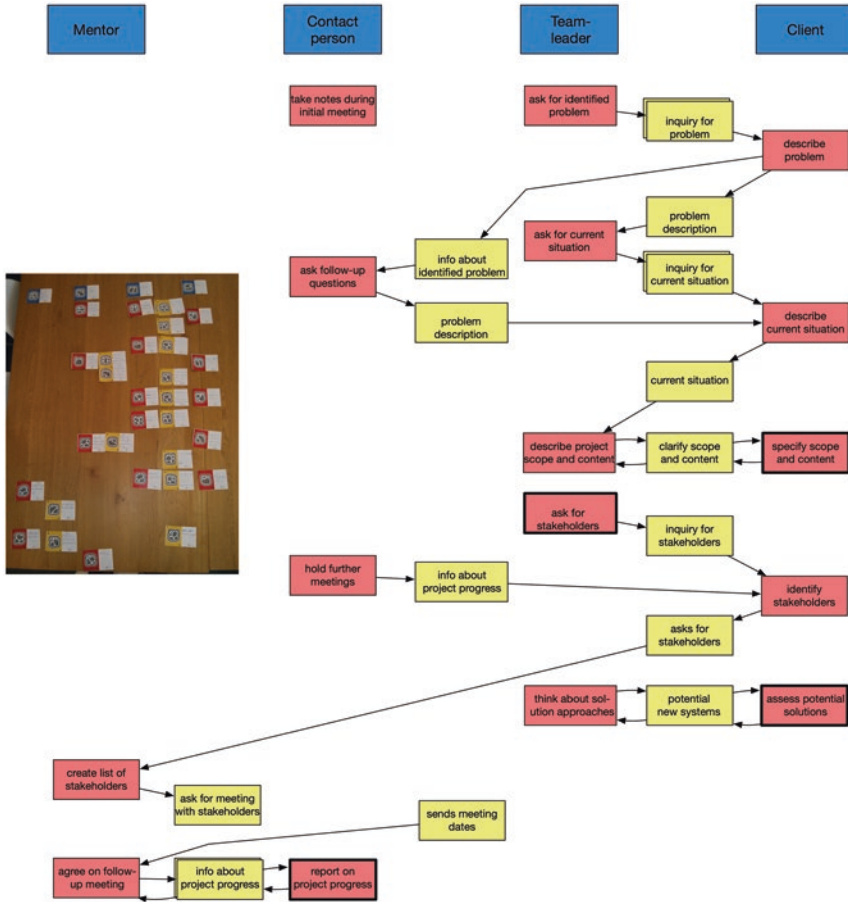 Mentor
Contact
person
Team-
leader
Client
take notes during
initial meeting
ask for identified
problem
inquiry for
problem
describe
problem
problem
description
ask for current
situation
info about
identified problem
inquiry for
current situation
ask follow-up
questions
problem
description
describe
current situation
current situation
describe project
scope and content
clarify scope
and content
specify scope
and content
ask for
stakeholders
inquiry for
stakeholders
hold further
meetings
info about
project progress
identify
stakeholders
asks for
stakeholders
think about sol-
ution approaches
potential
new systems
assess potential
solutions
create list of
stakeholders
ask for meeting
with stakeholders
sends meeting
dates
agree on follow-
up meeting
info about
project progress
report on
project progress